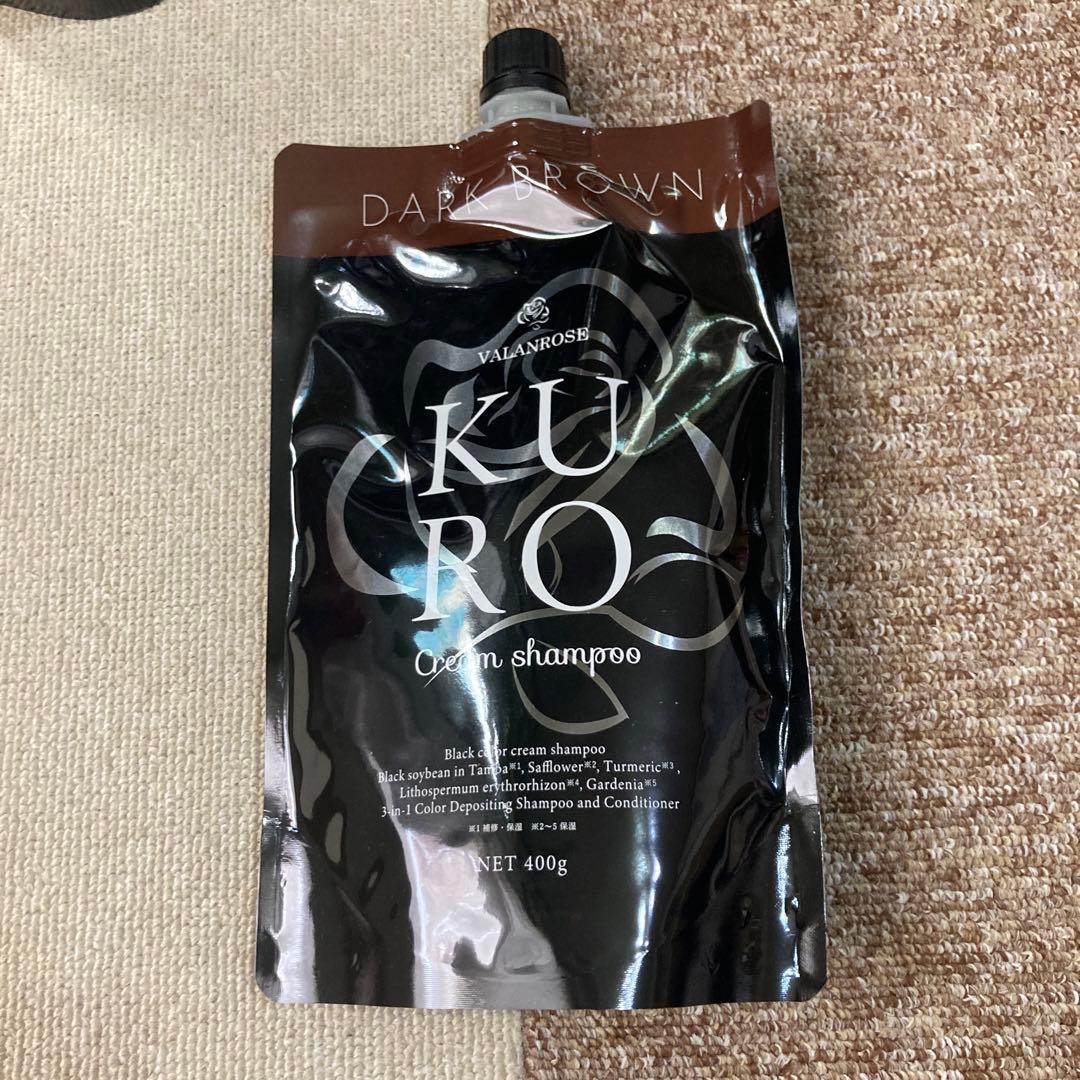 DARK BROWN
VALANROSE
KU
RO
Cream shampoo
Black color cream shampoo
Black soybean in Tamba※1, Safflower※2, Turmeric※3,
Lithospermum erythrorhizon※4, Gardenia※5
3-in-1 Color Depositing Shampoo and Conditioner
※1 補修・保湿 ※2〜5 保湿
NET 400g